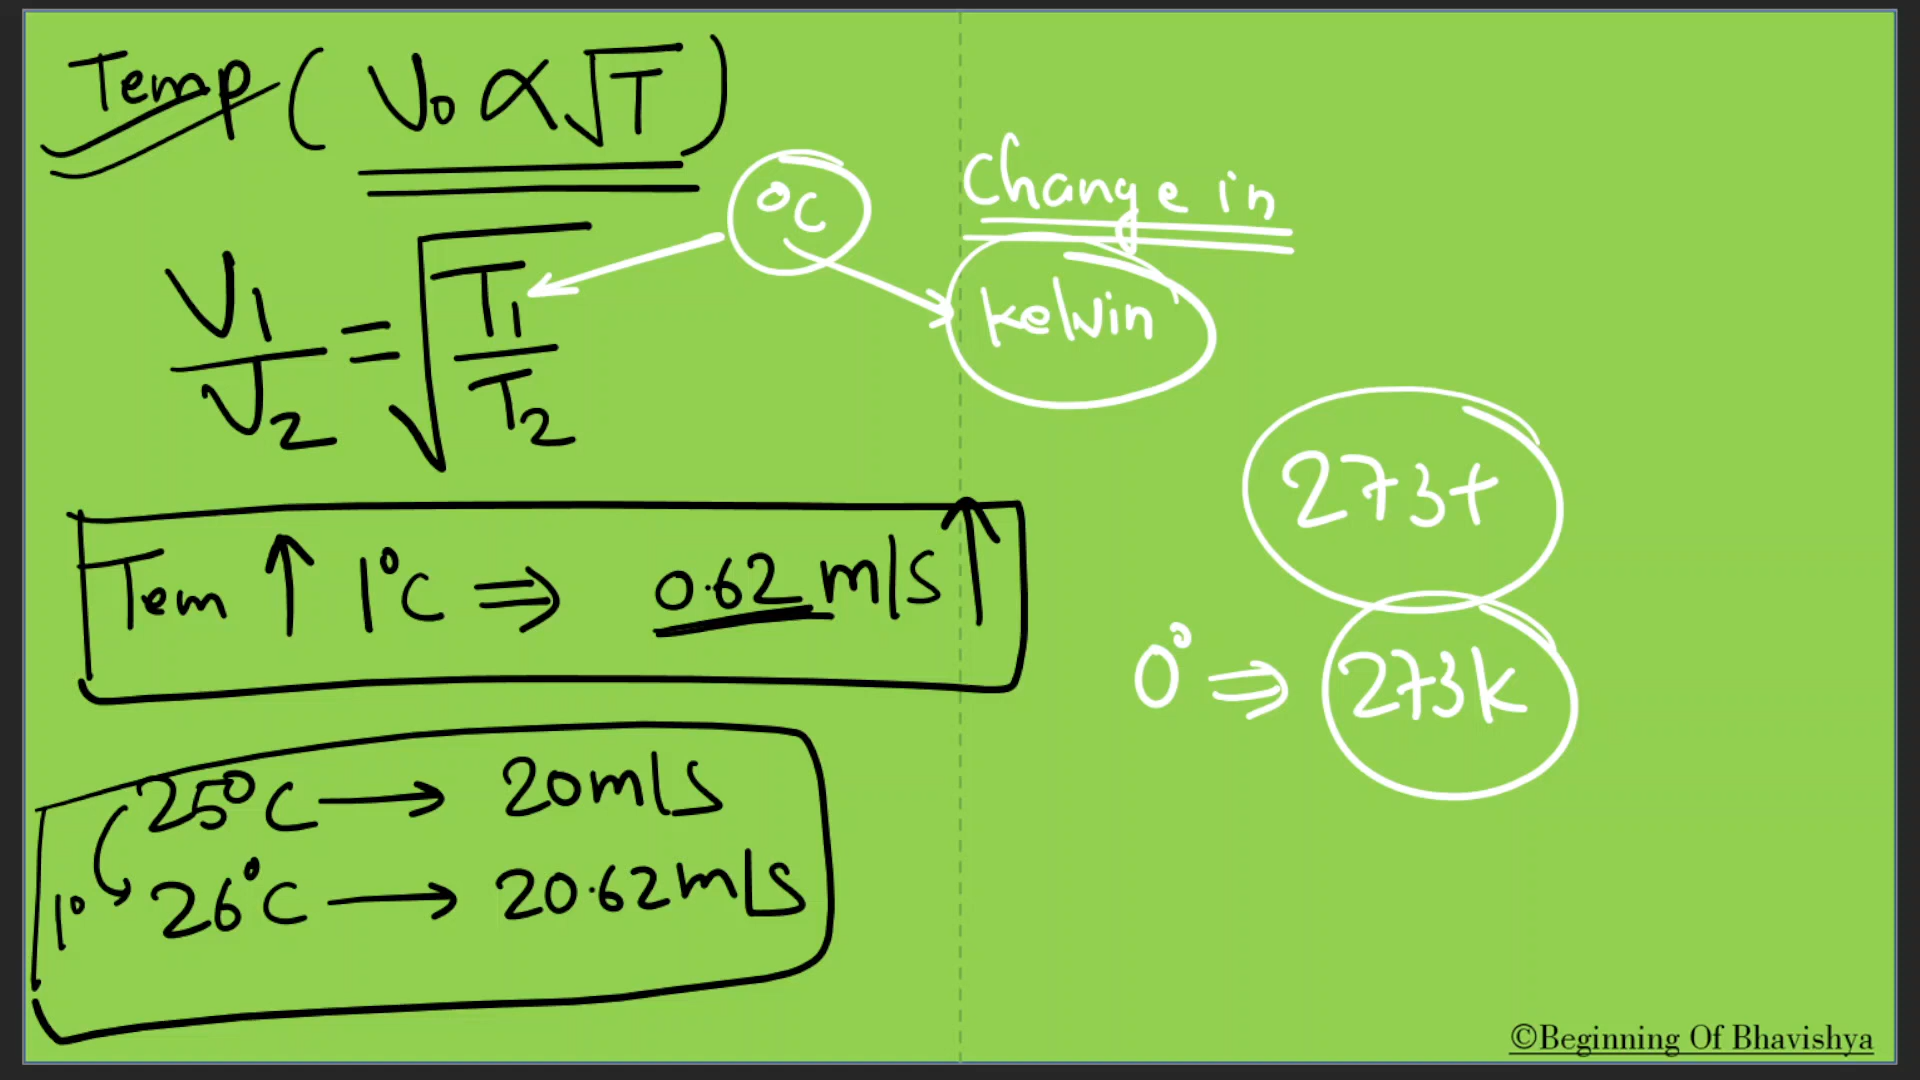 Temp (V₀ ∝ √T)
°C
Change in
kelvin
V₁/V₂ = √(T₁/T₂)
273+
Tem ↑ 1°C ⇒ 0.62 m/s ↑
0° ⇒ 273k
25°C → 20m/s
1° 26°C → 20.62m/s
©Beginning Of Bhavishya